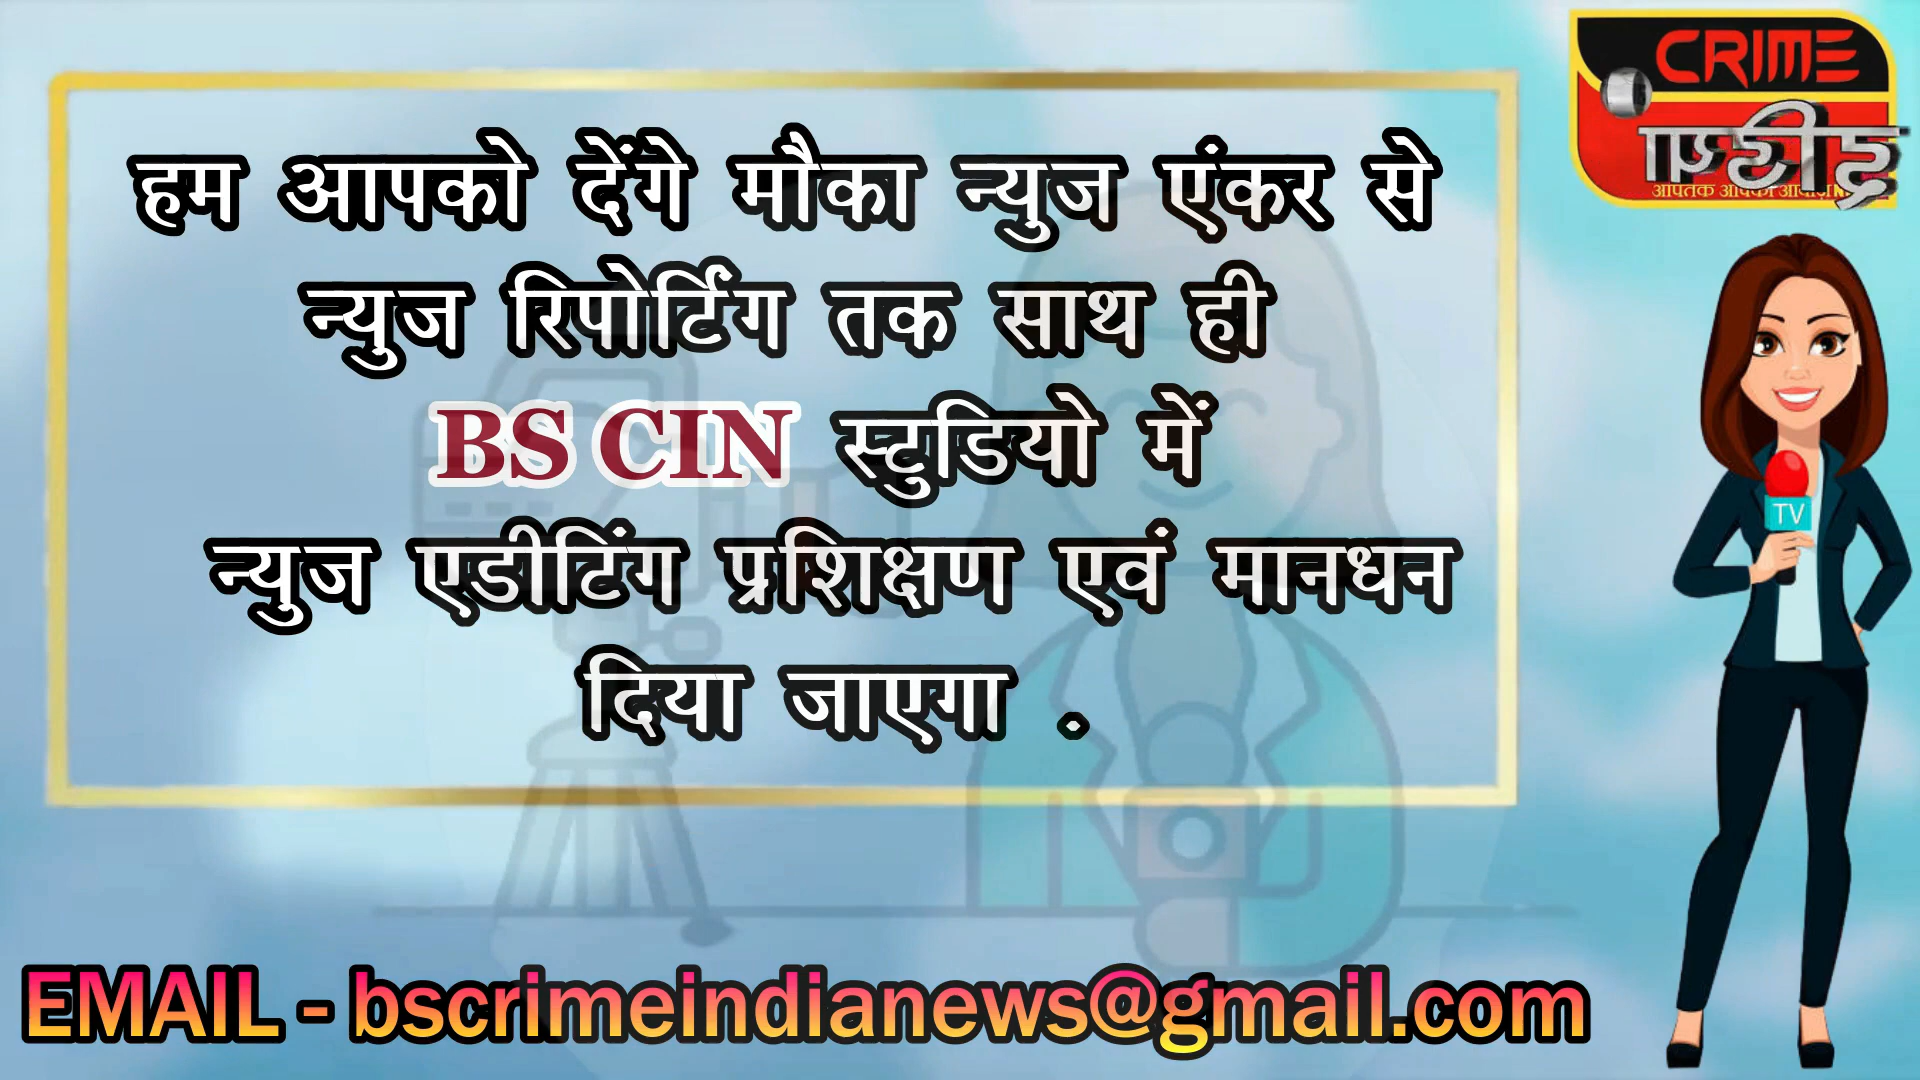 CRIME
आपतक आपकी
हम आपको देंगे मौका न्युज एंकर से
न्युज रिपोर्टिंग तक साथ ही
BS CIN स्टुडियो में
न्युज एडीटिंग प्रशिक्षण एवं मानधन
दिया जाएगा .
TV
EMAIL - bscrimeindianews@gmail.com